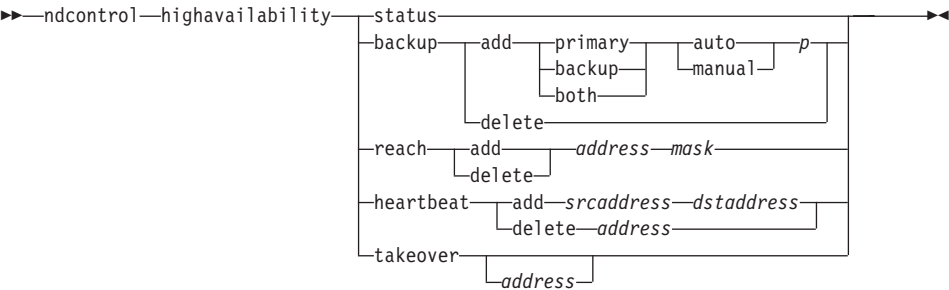 ndcontrol highavailability status
backup add primary auto p
backup manual
both
delete
reach add address mask
delete
heartbeat add srcaddress dstaddress
delete address
takeover
address